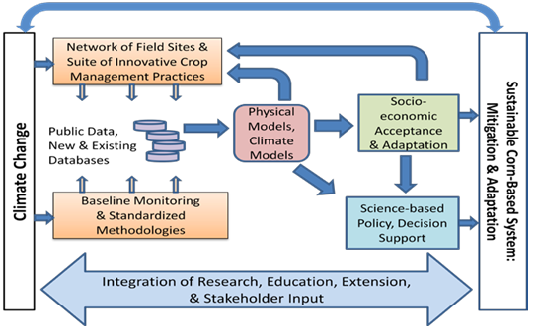 Climate Change
Network of Field Sites &
Suite of Innovative Crop
Management Practices
Public Data,
New & Existing
Databases
Baseline Monitoring
& Standardized
Methodologies
Physical
Models,
Climate
Models
Socio-
economic
Acceptance
& Adaptation
Science-based
Policy, Decision
Support
Sustainable Corn-Based System:
Mitigation & Adaptation
Integration of Research, Education, Extension,
& Stakeholder Input